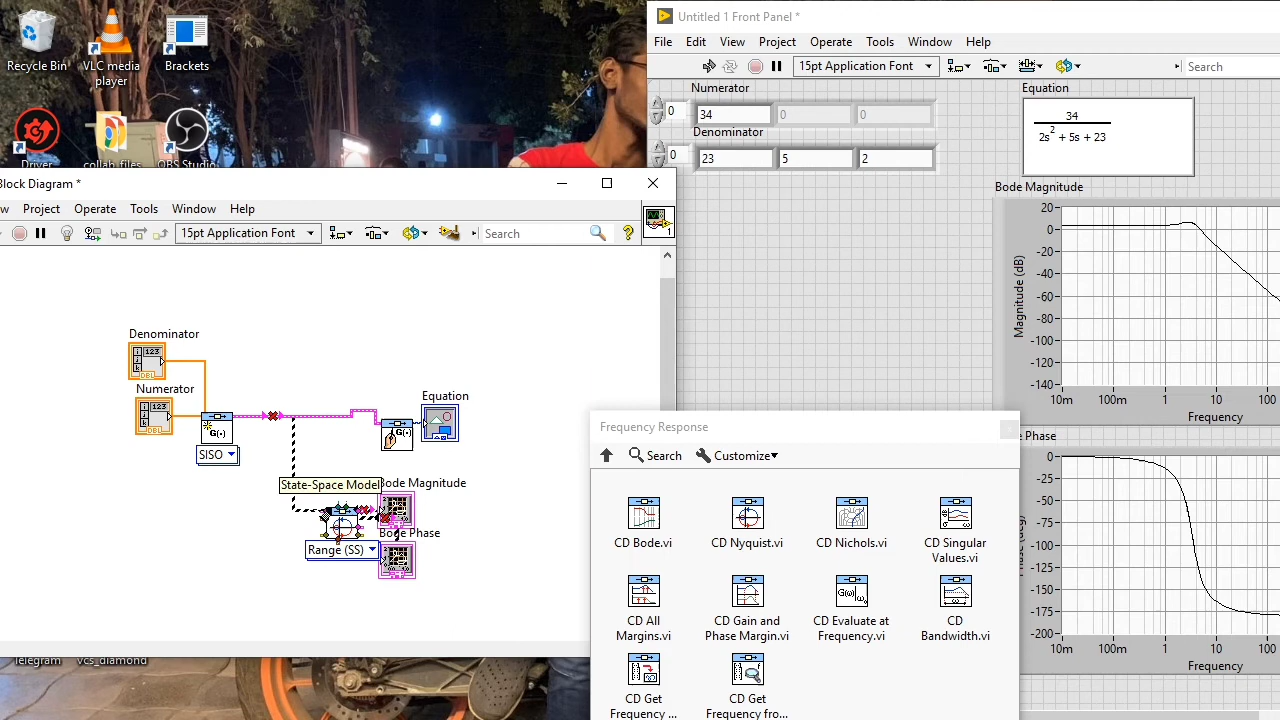 Recycle Bin
VLC media player
Brackets
Driver
collab_files
OBS Studio
Untitled 1 Front Panel *
File Edit View Project Operate Tools Window Help
15pt Application Font
Search
Numerator
0 34 0 0
Denominator
0 23 5 2
Equation
34
2s² + 5s + 23
Bode Magnitude
20
0
-20
-40
-60
-80
-100
-120
-140
Magnitude (dB)
10m 100m 1 10 100
Frequency
Phase
0
-25
-50
-75
-100
-125
-150
-175
-200
10m 100m 1 10 100
Frequency
Block Diagram *
Project Operate Tools Window Help
15pt Application Font
Search
Denominator
123
DBL
Numerator
123
DBL
G(·)
SISO
G(·)
Equation
State-Space Model
Bode Magnitude
Bode Phase
Range (SS)
Frequency Response
Search Customize
CD Bode.vi
CD Nyquist.vi
CD Nichols.vi
CD Singular Values.vi
CD All Margins.vi
CD Gain and Phase Margin.vi
CD Evaluate at Frequency.vi
CD Bandwidth.vi
CD Get Frequency ...
CD Get Frequency fro...
Telegram
vcs_diamond